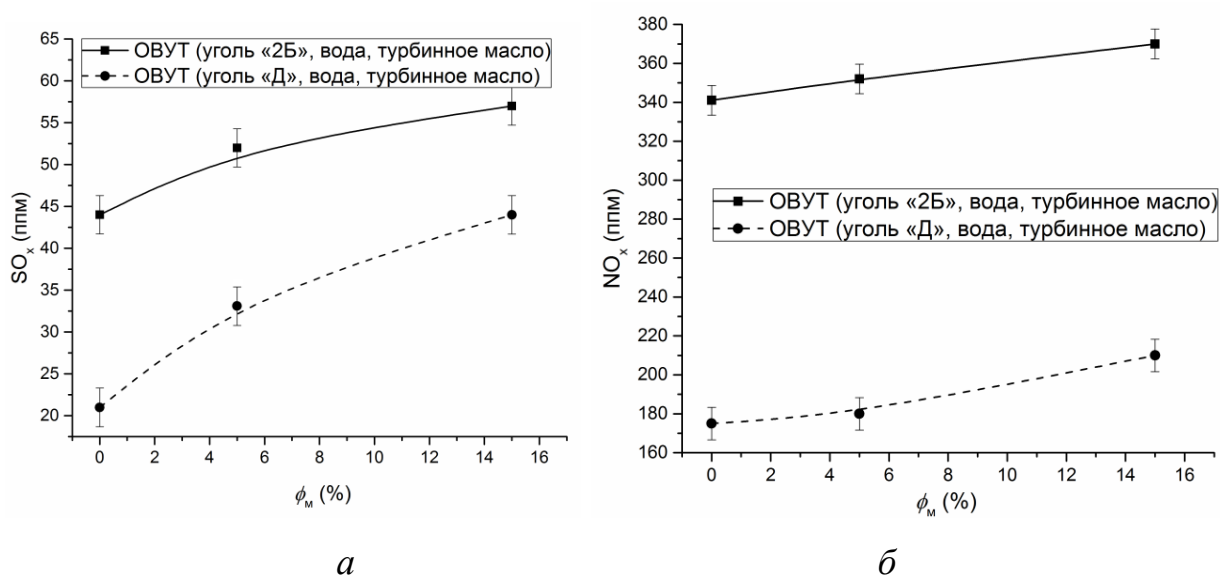 65
60
55
50
45
40
35
30
25
20
SOₓ (ппм)
ОВУТ (уголь «2Б», вода, турбинное масло)
ОВУТ (уголь «Д», вода, турбинное масло)
0 2 4 6 8 10 12 14 16
ϕм (%)
а
380
360
340
320
300
280
260
240
220
200
180
160
NOₓ (ппм)
ОВУТ (уголь «2Б», вода, турбинное масло)
ОВУТ (уголь «Д», вода, турбинное масло)
0 2 4 6 8 10 12 14 16
ϕм (%)
б